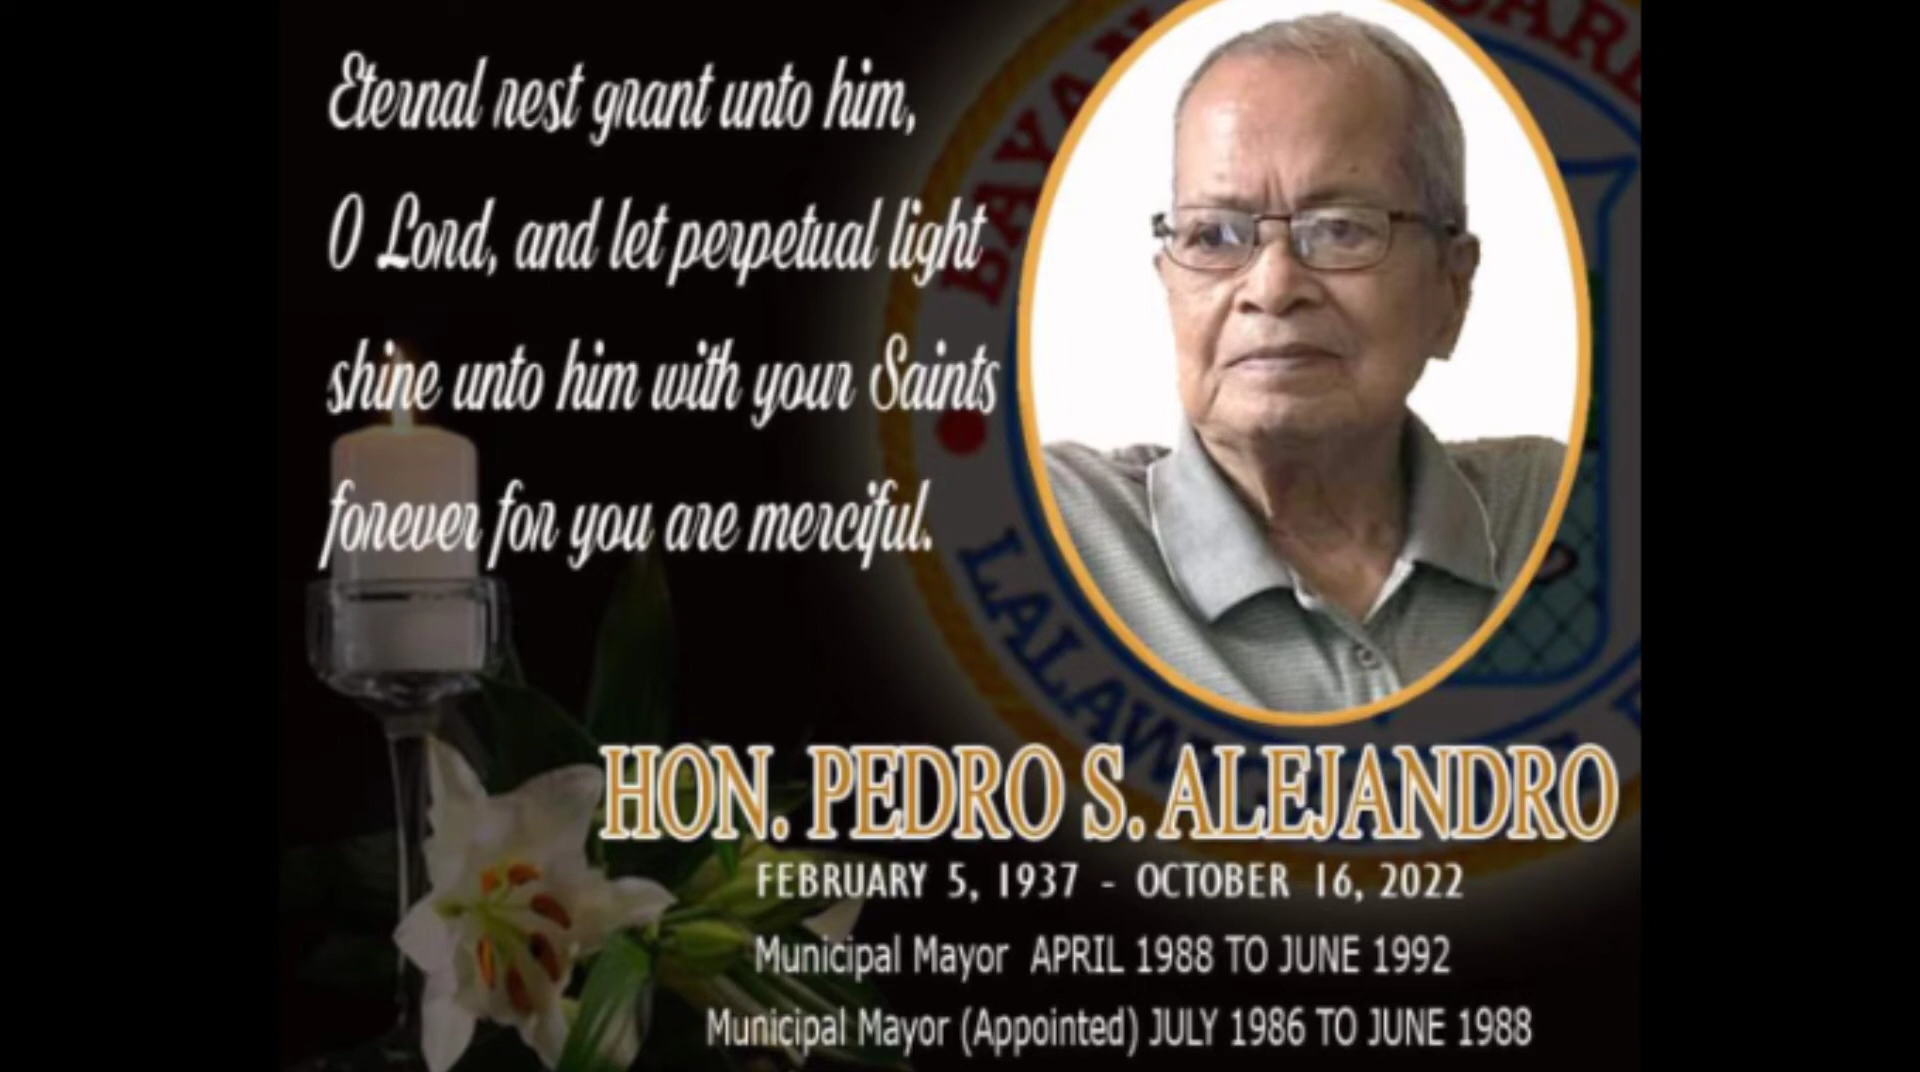 Eternal rest grant unto him,
O Lord, and let perpetual light
shine unto him with your Saints
forever for you are merciful.
BAYAN
LALAWIGAN
HON. PEDRO S. ALEJANDRO
FEBRUARY 5, 1937 - OCTOBER 16, 2022
Municipal Mayor APRIL 1988 TO JUNE 1992
Municipal Mayor (Appointed) JULY 1986 TO JUNE 1988